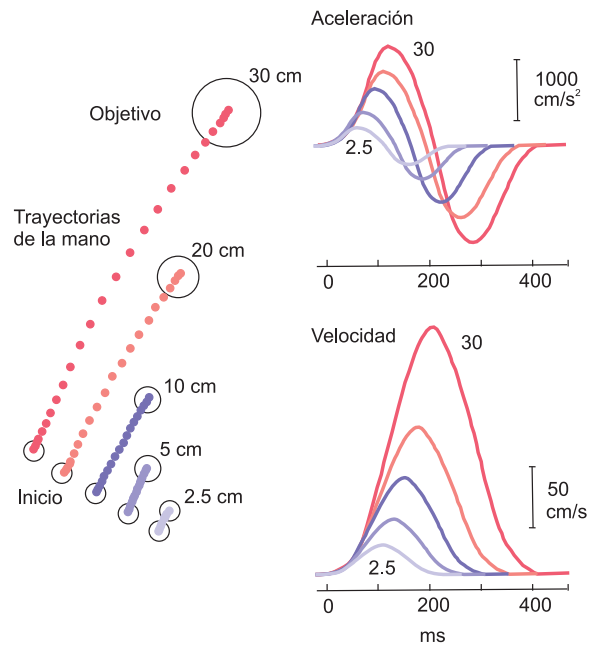 30 cm
Objetivo
Trayectorias
de la mano
20 cm
10 cm
5 cm
Inicio
2.5 cm
Aceleración
30
1000
cm/s²
2.5
0 200 400
Velocidad
30
50
cm/s
2.5
0 200 400
ms